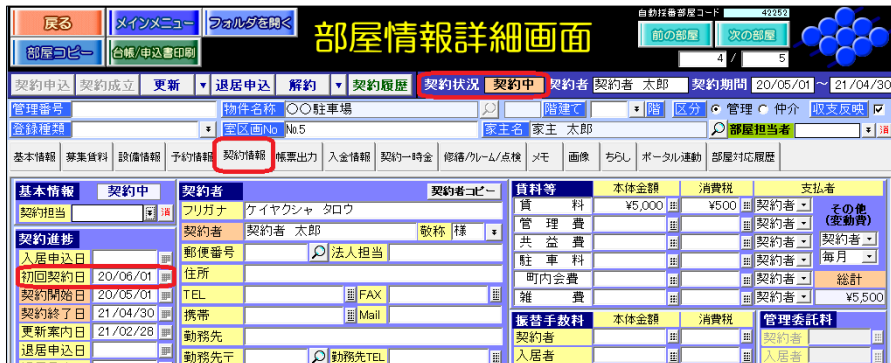 戻る メインメニュー フォルダを開く 部屋情報詳細画面 自動採番部屋コード 42252
部屋コピー 台帳/申込書印刷 前の部屋 次の部屋
4 / 5
契約申込 契約成立 更新 ▼ 退居申込 解約 ▼ 契約履歴 契約状況 契約中 契約者 契約者 太郎 契約期間 20/05/01 ~ 21/04/30
管理番号 物件名称 〇〇駐車場 階建て 階 区分 管理 仲介 収支反映
登録種類 室区画No No.5 家主名 家主 太郎 部屋担当者 消
基本情報 募集賃料 設備情報 予約情報 契約情報 帳票出力 入金情報 契約一時金 修繕/クレーム/点検 メモ 画像 ちらし ポータル連動 部屋対応履歴
基本情報 契約中 契約者 契約者コピー 賃料等 本体金額 消費税 支払者
契約担当 消 フリガナ ケイヤクシャ タロウ 賃 料 ¥5,000 ¥500 契約者 その他(変動費)
契約者 契約者 太郎 敬称 様 管 理 費 契約者
契約進捗 郵便番号 法人担当 共 益 費 契約者 契約者
入居申込日 住所 駐 車 料 契約者 毎月
初回契約日 20/06/01 町内会費 契約者 総計
契約開始日 20/05/01 TEL FAX 雑 費 契約者 ¥5,500
契約終了日 21/04/30 携帯 Mail 振替手数料 本体金額 消費税 管理委託料
更新案内日 21/02/28 勤務先 契約者 契約者
退居申込日 勤務先〒 勤務先TEL 入居者 入居者